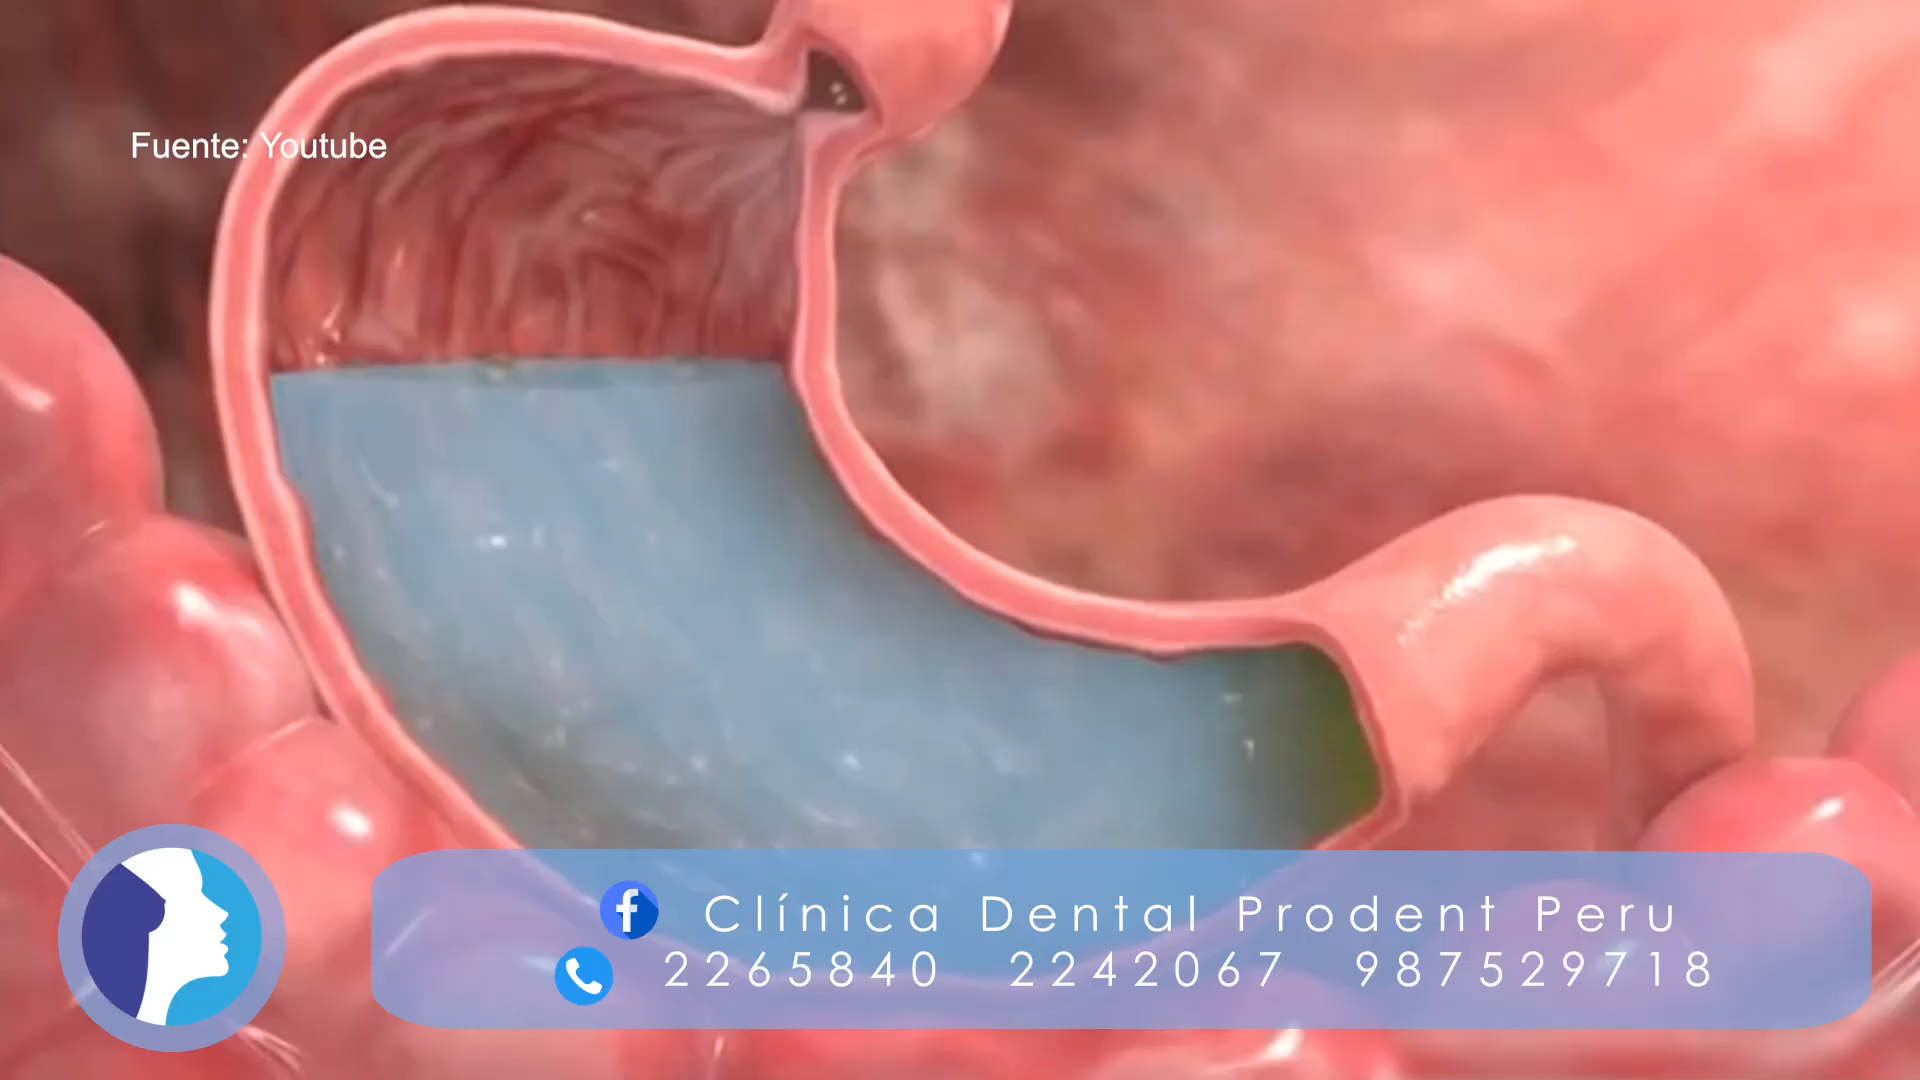 Fuente: Youtube
Clínica Dental Prodent Peru
2265840 2242067 987529718